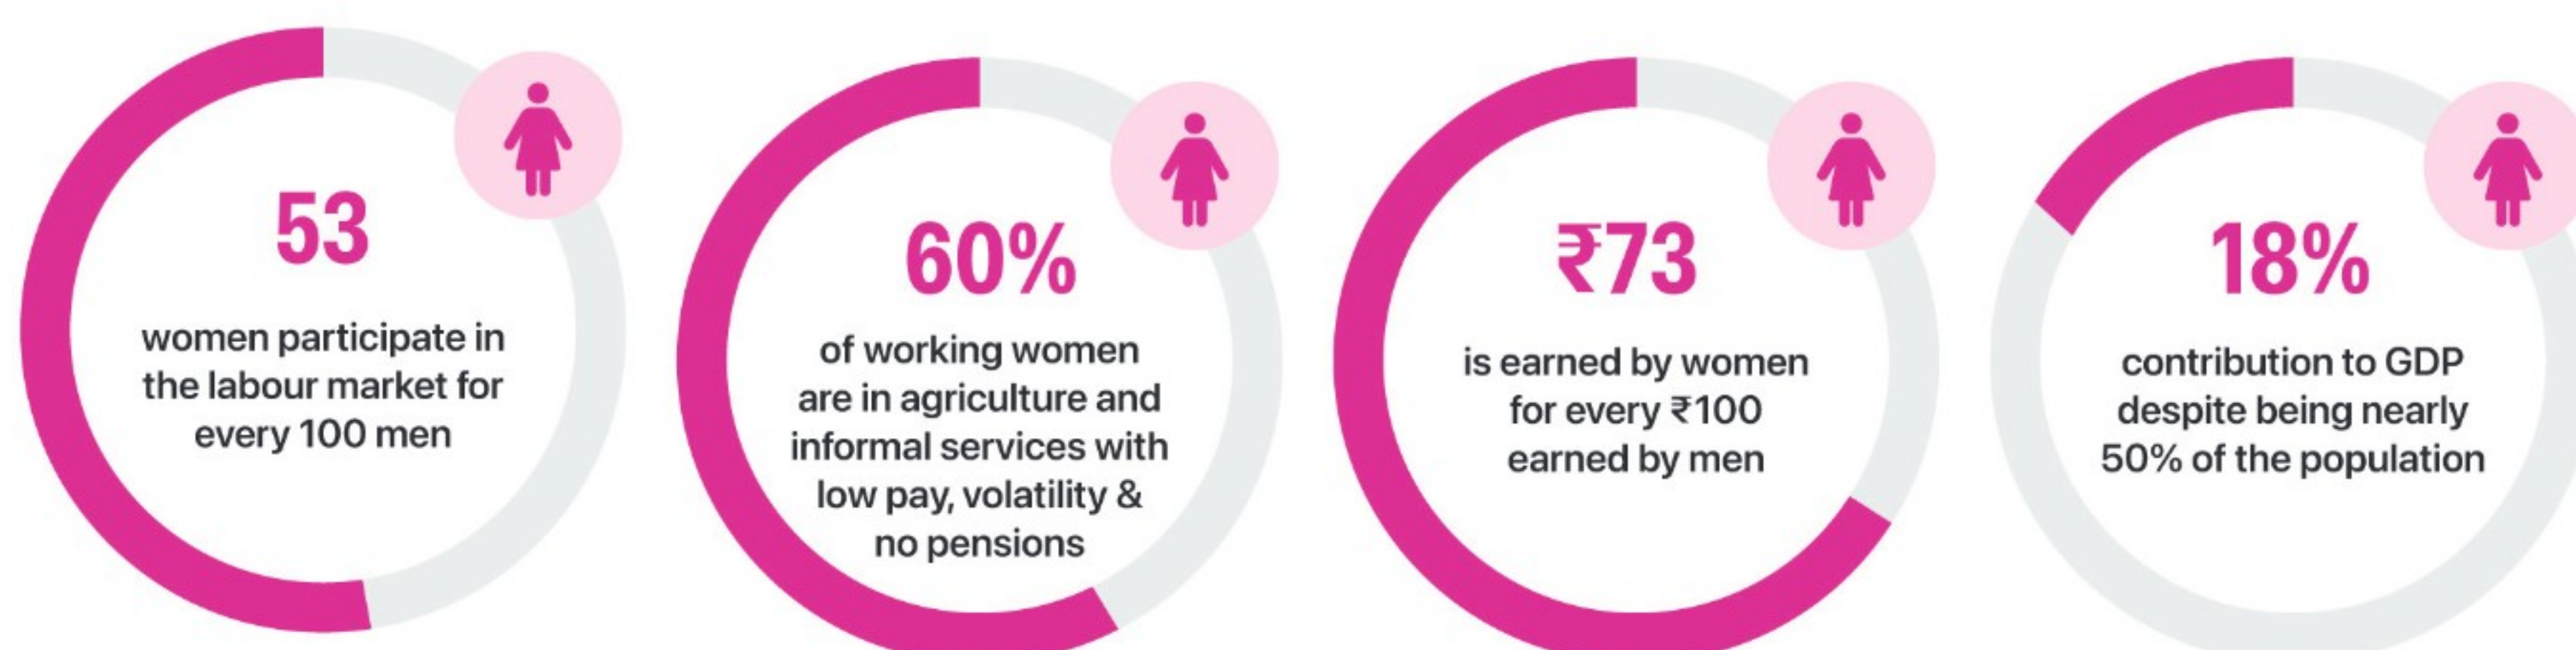 53
women participate in
the labour market for
every 100 men
60%
of working women
are in agriculture and
informal services with
low pay, volatility &
no pensions
₹73
is earned by women
for every ₹100
earned by men
18%
contribution to GDP
despite being nearly
50% of the population